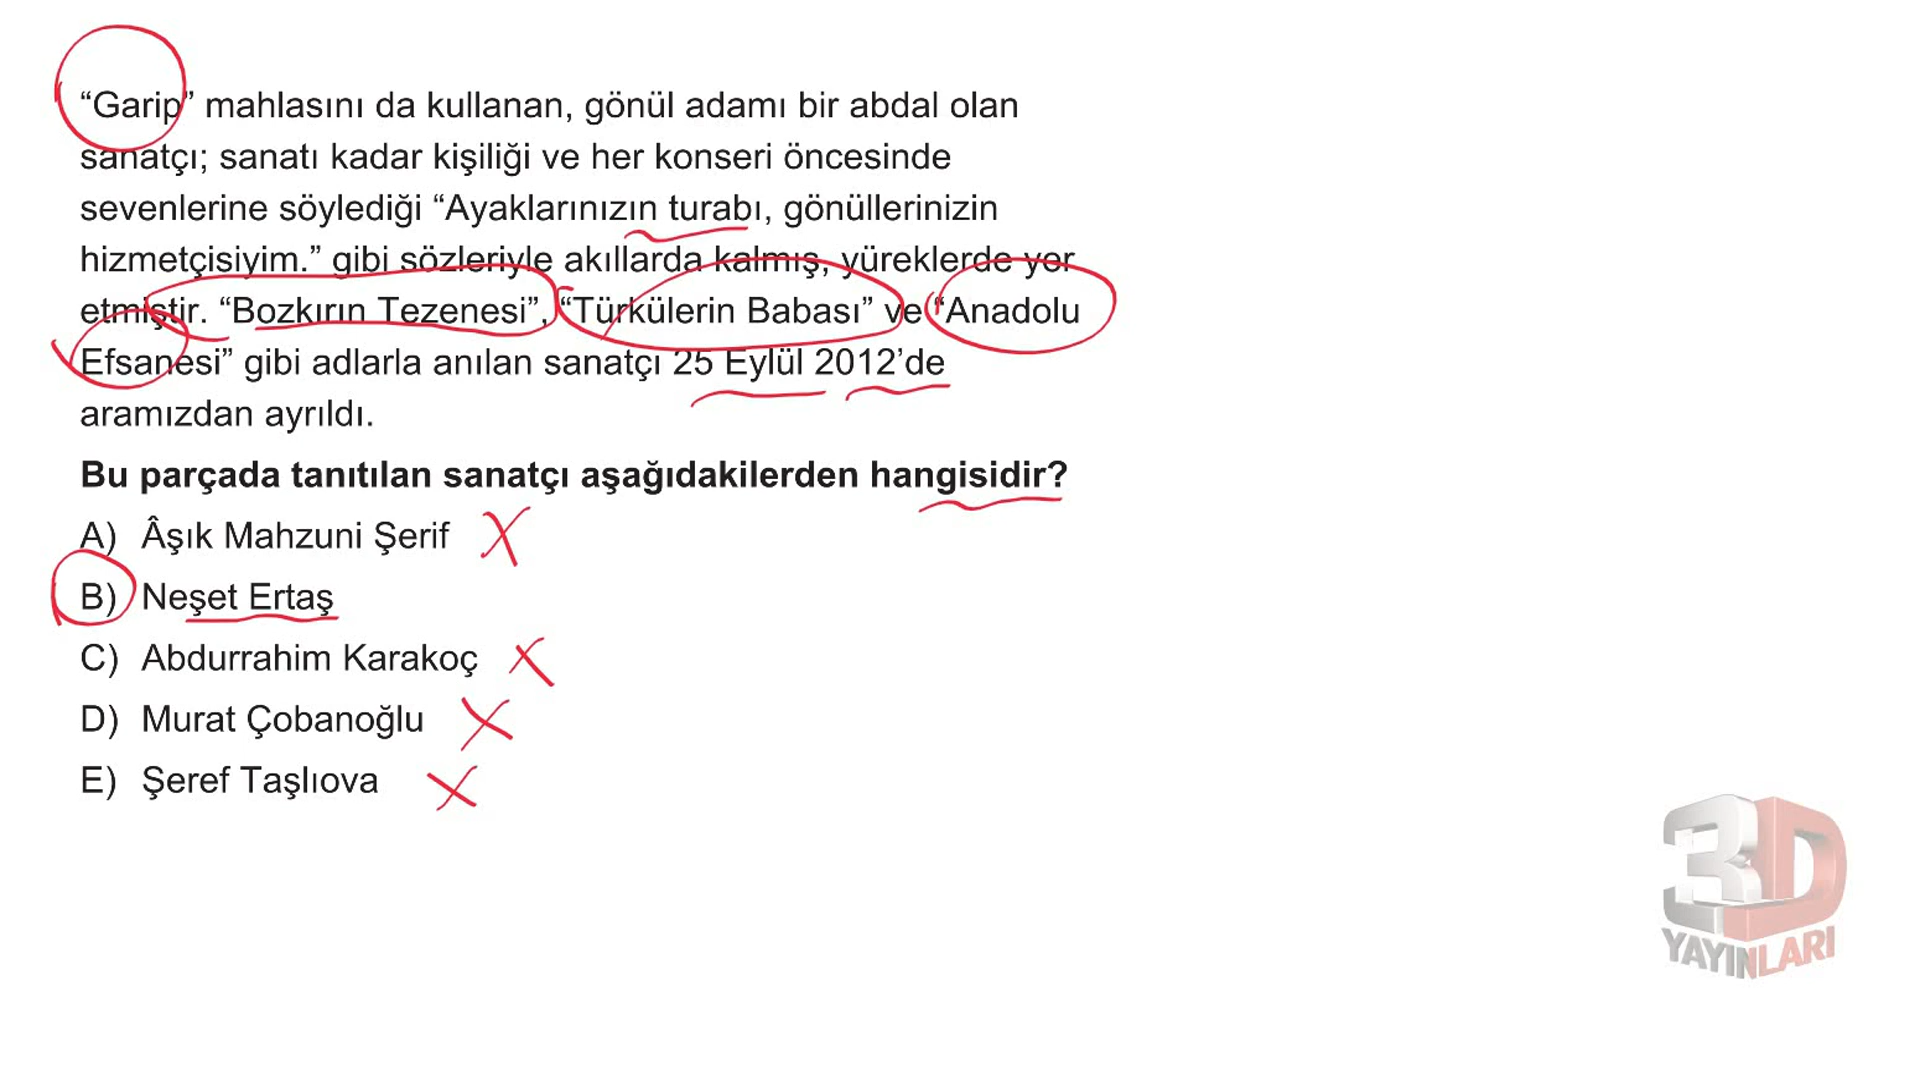 “Garip” mahlasını da kullanan, gönül adamı bir abdal olan
sanatçı; sanatı kadar kişiliği ve her konseri öncesinde
sevenlerine söylediği “Ayaklarınızın turabı, gönüllerinizin
hizmetçisiyim.” gibi sözleriyle akıllarda kalmış, yüreklerde yer
etmiştir. “Bozkırın Tezenesi”, “Türkülerin Babası” ve “Anadolu
Efsanesi” gibi adlarla anılan sanatçı 25 Eylül 2012’de
aramızdan ayrıldı.
Bu parçada tanıtılan sanatçı aşağıdakilerden hangisidir?
A) Âşık Mahzuni Şerif
B) Neşet Ertaş
C) Abdurrahim Karakoç
D) Murat Çobanoğlu
E) Şeref Taşlıova
3D
YAYINLARI